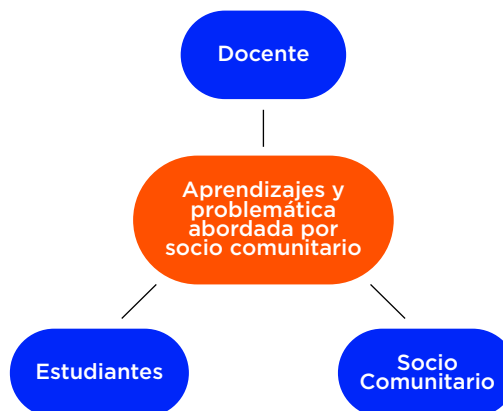 Docente
Aprendizajes y
problemática
abordada por
socio comunitario
Estudiantes
Socio
Comunitario